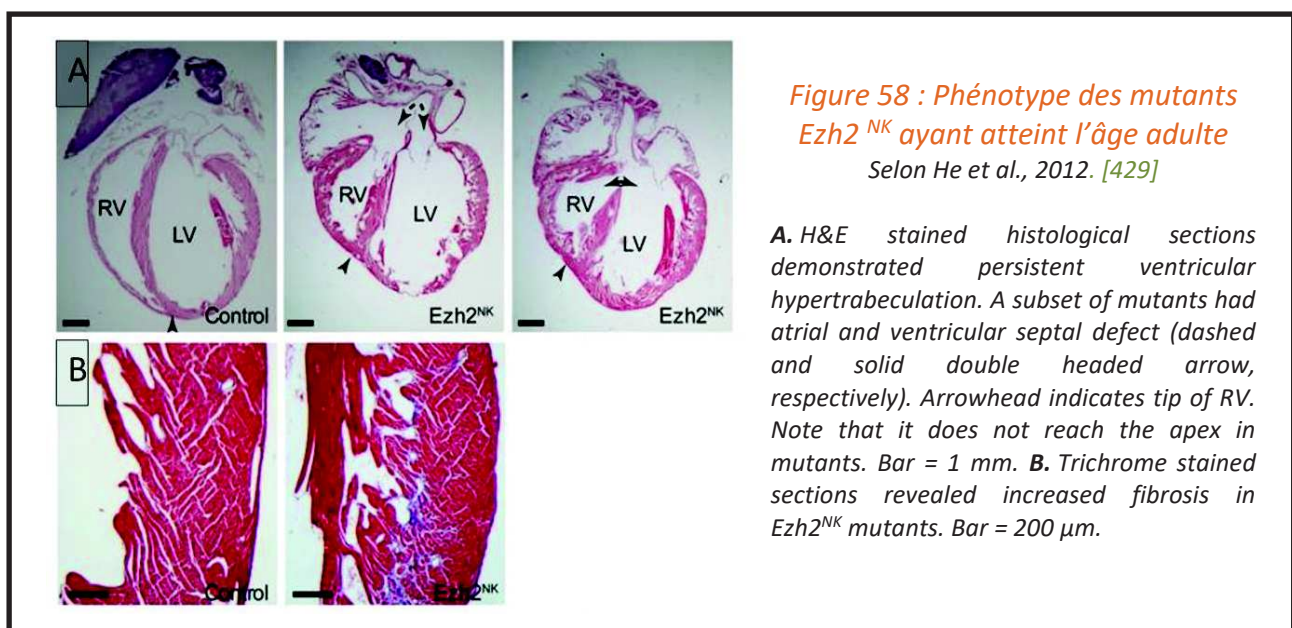 A
RV
LV
Control
RV
LV
Ezh2NK
RV
LV
Ezh2NK
B
Control
Ezh2NK
Figure 58 : Phénotype des mutants
Ezh2 NK ayant atteint l’âge adulte
Selon He et al., 2012. [429]
A. H&E stained histological sections
demonstrated persistent ventricular
hypertrabeculation. A subset of mutants had
atrial and ventricular septal defect (dashed
and solid double headed arrow,
respectively). Arrowhead indicates tip of RV.
Note that it does not reach the apex in
mutants. Bar = 1 mm. B. Trichrome stained
sections revealed increased fibrosis in
Ezh2NK mutants. Bar = 200 µm.